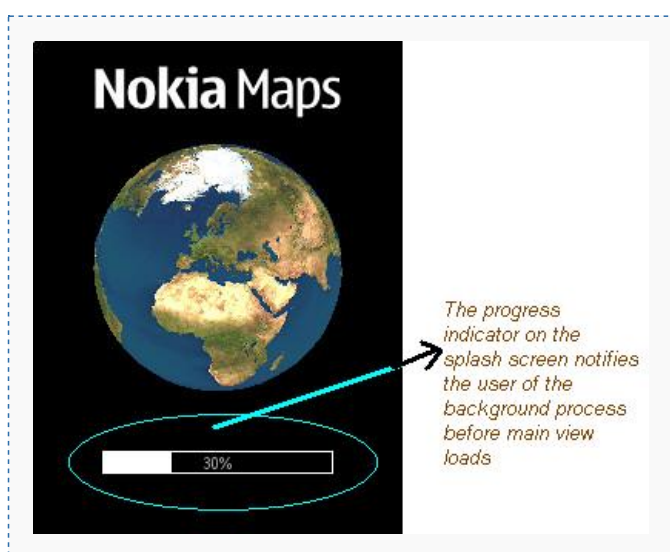 Nokia Maps
The progress
indicator on the
splash screen notifies
the user of the
background process
before main view
loads
30%